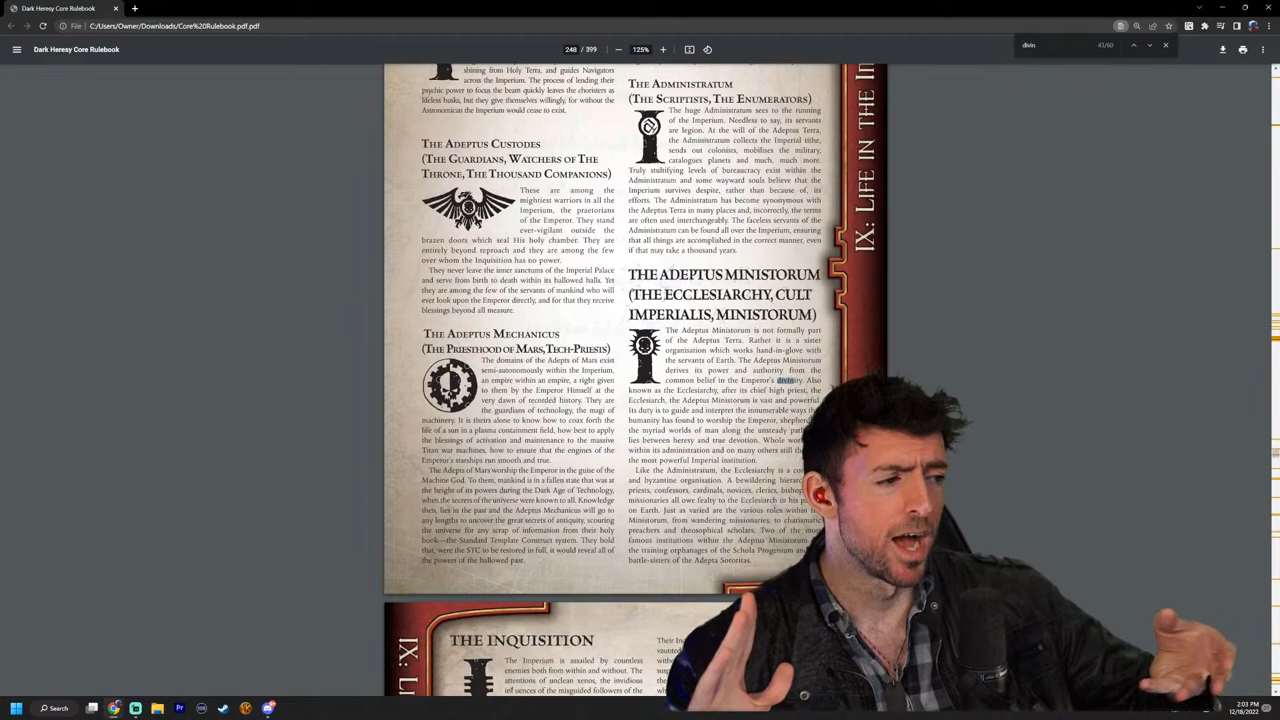 Dark Heresy Core Rulebook
File
C:/Users/Owner/Downloads/Core%20Rulebook.pdf.pdf
Dark Heresy Core Rulebook
248 / 399
125%
divin
43/60
shining from Holy Terra, and guides Navigators
across the Imperium. The process of lending their
psychic power to focus the beam quickly leaves the choristers as
lifeless husks, but they give themselves willingly, for without the
Astronomican the Imperium would cease to exist.
THE ADEPTUS CUSTODES
(THE GUARDIANS, WATCHERS OF THE
THRONE, THE THOUSAND COMPANIONS)
These are among the
mightiest warriors in all the
Imperium, the praetorians
of the Emperor. They stand
ever-vigilant outside the
brazen doors which seal His holy chamber. They are
entirely beyond reproach and they are among the few
over whom the Inquisition has no power.
They never leave the inner sanctums of the Imperial Palace
and serve from birth to death within its hallowed halls. Yet
they are among the few of the servants of mankind who will
ever look upon the Emperor directly, and for that they receive
blessings beyond all measure.
THE ADEPTUS MECHANICUS
(THE PRIESTHOOD OF MARS, TECH-PRIESTS)
The domains of the Adepts of Mars exist
semi-autonomously within the Imperium,
an empire within an empire, a right given
to them by the Emperor Himself at the
very dawn of recorded history. They are
the guardians of technology, the magi of
machinery. It is theirs alone to know how to coax forth the
life of a sun in a plasma containment field, how best to apply
the blessings of activation and maintenance to the massive
Titan war machines, how to ensure that the engines of the
Emperor's starships run smooth and true.
The Adepts of Mars worship the Emperor in the guise of the
Machine God. To them, mankind is in a fallen state that was at
the height of its powers during the Dark Age of Technology,
when the secrets of the universe were known to all. Knowledge
then, lies in the past and the Adeptus Mechanicus will go to
any lengths to uncover the great secrets of antiquity, scouring
the universe for any scrap of information from their holy
book—the Standard Template Construct system. They hold
that, were the STC to be restored in full, it would reveal all of
the powers of the hallowed past.
THE ADMINISTRATUM
(THE SCRIPTISTS, THE ENUMERATORS)
The huge Administratum sees to the running
of the Imperium. Needless to say, its servants
are legion. At the will of the Adeptus Terra,
the Administratum collects the Imperial tithe,
sends out colonists, mobilises the military,
catalogues planets and much, much more.
Truly stultifying levels of bureaucracy exist within the
Administratum and some wayward souls believe that the
Imperium survives despite, rather than because of, its
efforts. The Administratum has become synonymous with
the Adeptus Terra in many places and, incorrectly, the terms
are often used interchangeably. The faceless servants of the
Administratum can be found all over the Imperium, ensuring
that all things are accomplished in the correct manner, even
if that may take a thousand years.
THE ADEPTUS MINISTORUM
(THE ECCLESIARCHY, CULT
IMPERIALIS, MINISTORUM)
The Adeptus Ministorum is not formally part
of the Adeptus Terra. Rather it is a sister
organisation which works hand-in-glove with
the servants of Earth. The Adeptus Ministorum
derives its power and authority from the
common belief in the Emperor's divinity. Also
known as the Ecclesiarchy, after its chief high priest, the
Ecclesiarch, the Adeptus Ministorum is vast and powerful.
Its duty is to guide and interpret the innumerable ways that
humanity has found to worship the Emperor, shepherding
the myriad worlds of man along the unsteady path
lies between heresy and true devotion. Whole
within its administration and on many others still
the most powerful Imperial institution.
Like the Administratum, the Ecclesiarchy is a
and byzantine organisation. A bewildering
priests, confessors, cardinals, novices, clerics,
missionaries all owe fealty to the Ecclesiarch in his
on Earth. Just as varied are the various roles within
Ministorum, from wandering missionaries, to charismatic
preachers and theosophical scholars. Two of the most
famous institutions within the Adeptus Ministorum
the training orphanages of the Schola Progenium and
battle-sisters of the Adepta Sororitas.
IX: LIFE IN THE
IX: L
THE INQUISITION
The Imperium is assailed by countless
enemies both from within and without. The
attentions of unclean xenos, the invidious
influences of the misguided followers of the
Their
vaunted
Search
2:03 PM
12/18/2022